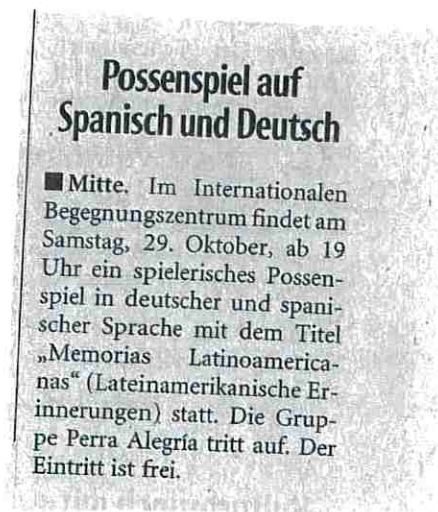 Possenspiel auf
Spanisch und Deutsch
■ Mitte. Im Internationalen
Begegnungszentrum findet am
Samstag, 29. Oktober, ab 19
Uhr ein spielerisches Possen-
spiel in deutscher und spani-
scher Sprache mit dem Titel
„Memorias Latinoamerica-
nas“ (Lateinamerikanische Er-
innerungen) statt. Die Grup-
pe Perra Alegría tritt auf. Der
Eintritt ist frei.